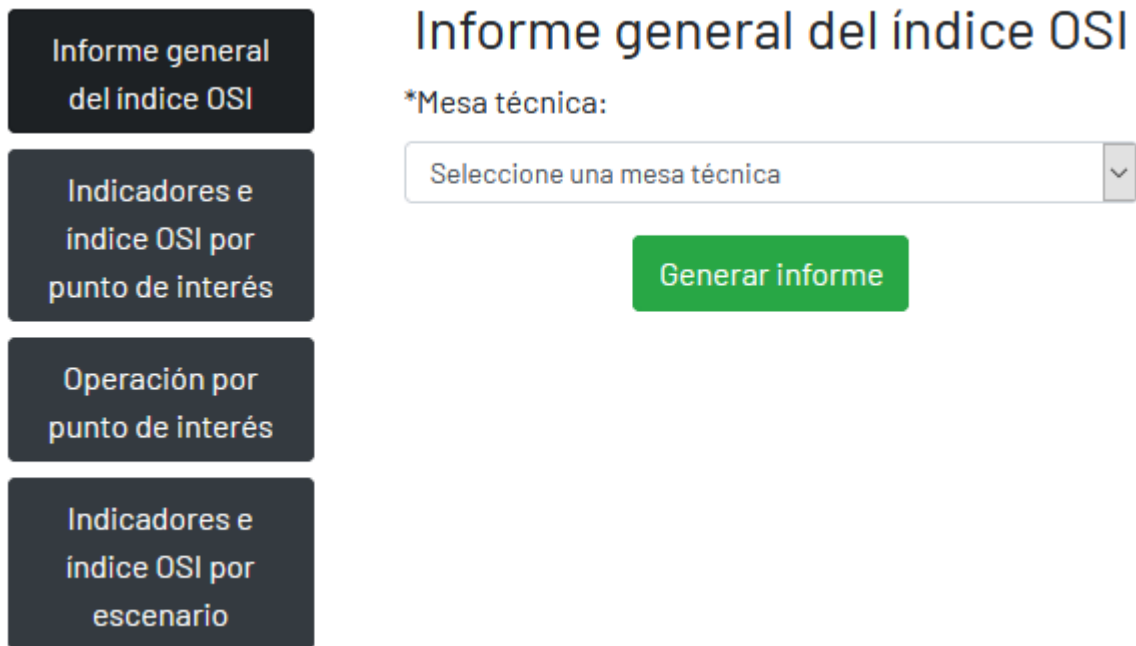 Informe general
del índice OSI
Indicadores e
índice OSI por
punto de interés
Operación por
punto de interés
Indicadores e
índice OSI por
escenario
Informe general del índice OSI
*Mesa técnica:
Seleccione una mesa técnica
Generar informe